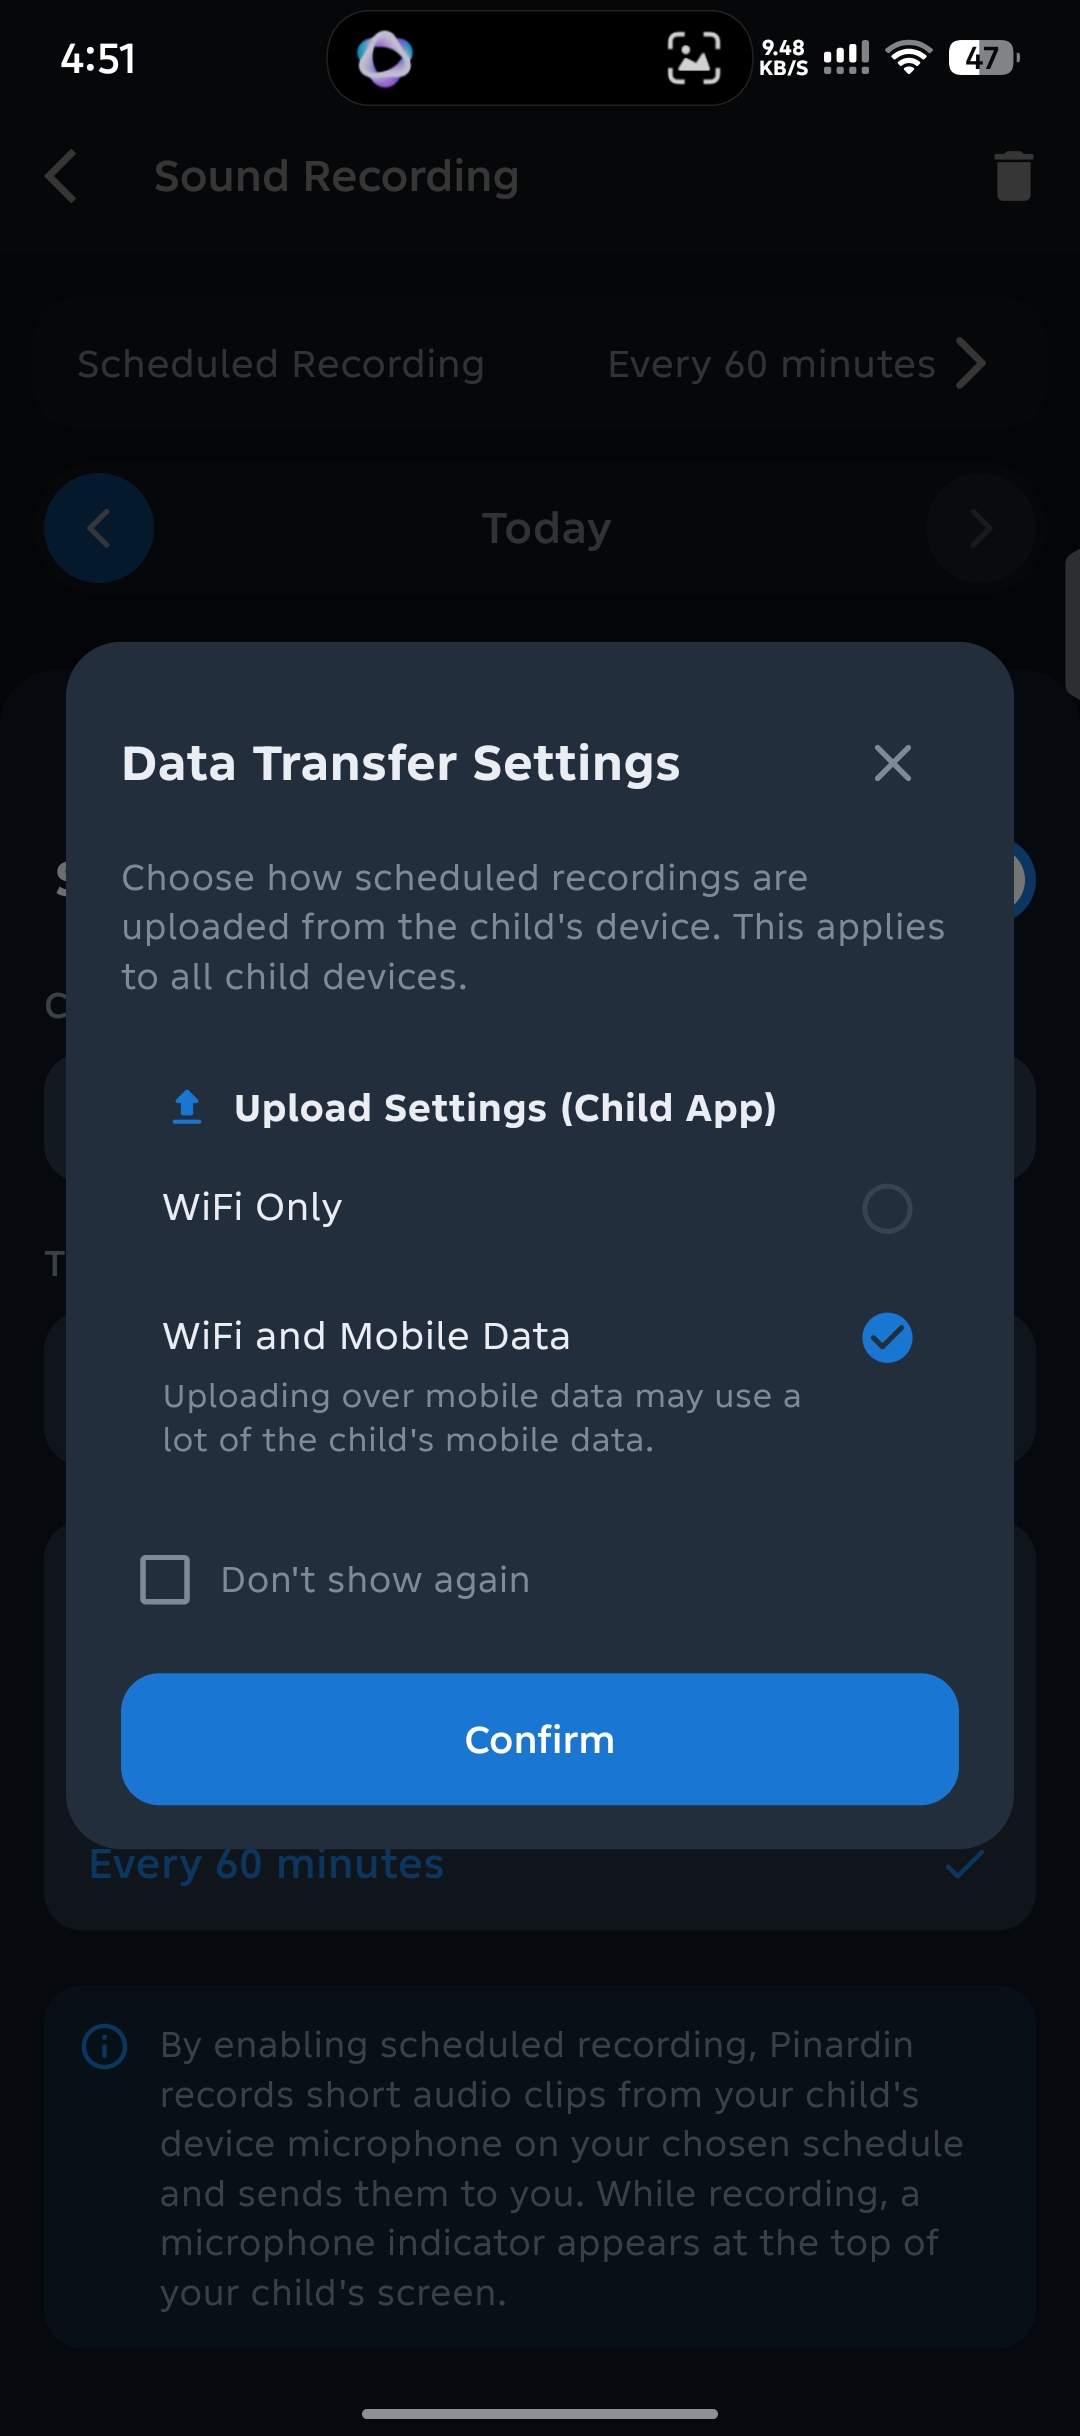 4:51
9.48
KB/S
47
Sound Recording
Scheduled Recording Every 60 minutes
Today
Data Transfer Settings
Choose how scheduled recordings are
uploaded from the child's device. This applies
to all child devices.
Upload Settings (Child App)
WiFi Only
WiFi and Mobile Data
Uploading over mobile data may use a
lot of the child's mobile data.
Don't show again
Confirm
Every 60 minutes
By enabling scheduled recording, Pinardin
records short audio clips from your child's
device microphone on your chosen schedule
and sends them to you. While recording, a
microphone indicator appears at the top of
your child's screen.